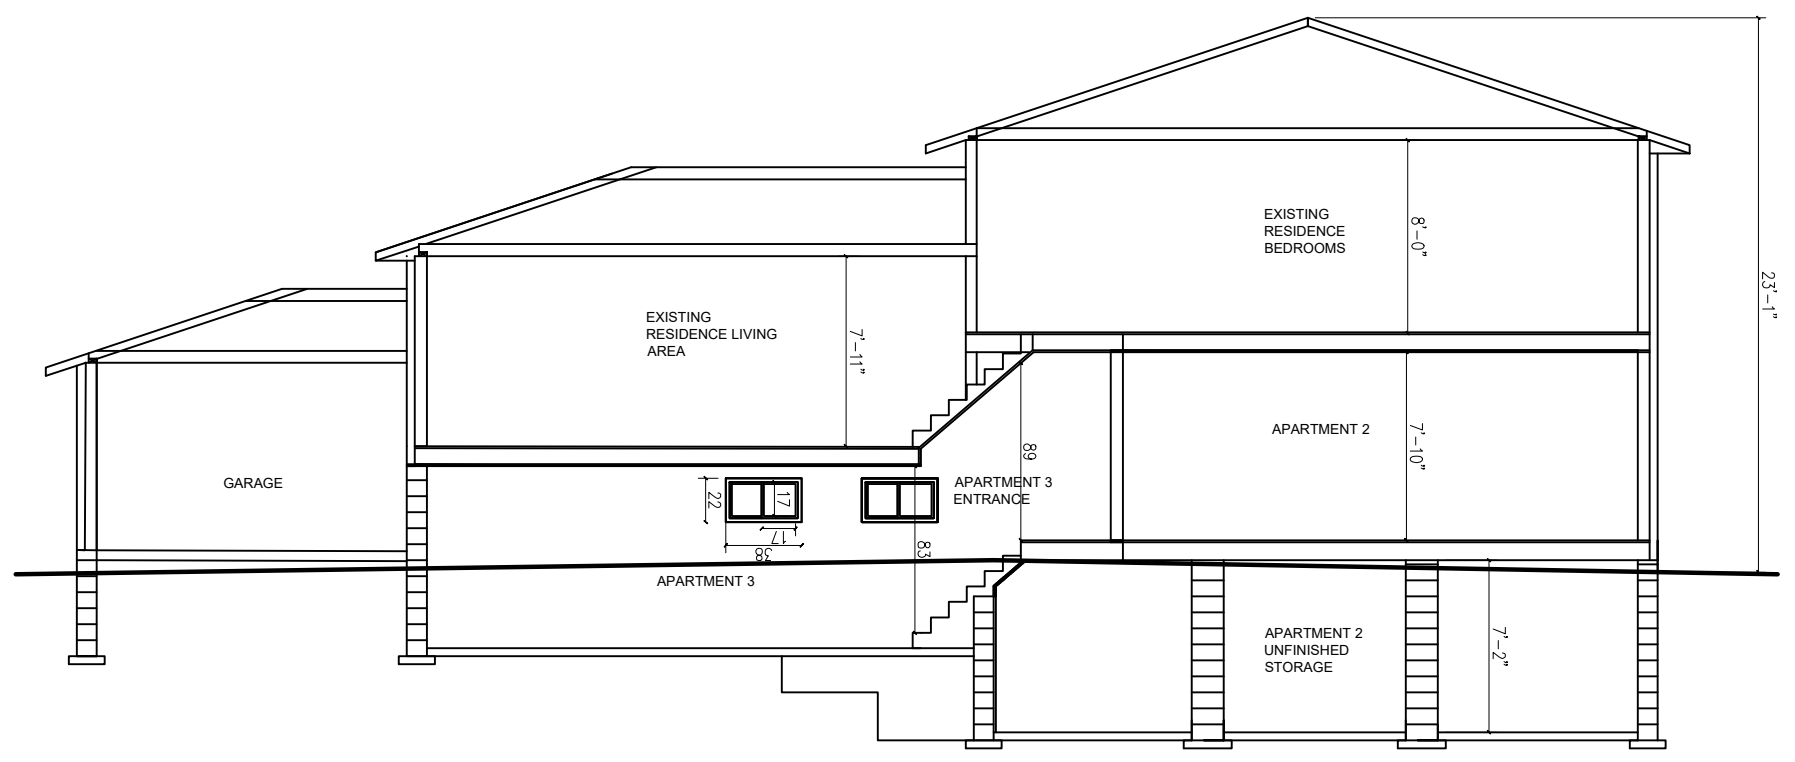 EXISTING
RESIDENCE
BEDROOMS
8'-0"
23'-1"
EXISTING
RESIDENCE LIVING
AREA
7'-11"
APARTMENT 2
7'-10"
89
GARAGE
22
17
17
38
83
APARTMENT 3
ENTRANCE
APARTMENT 3
APARTMENT 2
UNFINISHED
STORAGE
7'-2"